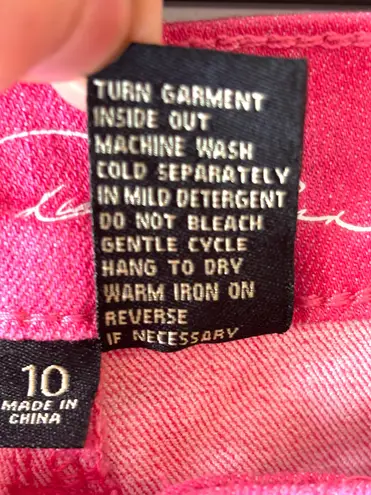 TURN GARMENT
INSIDE OUT
MACHINE WASH
COLD SEPARATELY
IN MILD DETERGENT
DO NOT BLEACH
GENTLE CYCLE
HANG TO DRY
WARM IRON ON
REVERSE
IF NECESSARY
10
MADE IN
CHINA